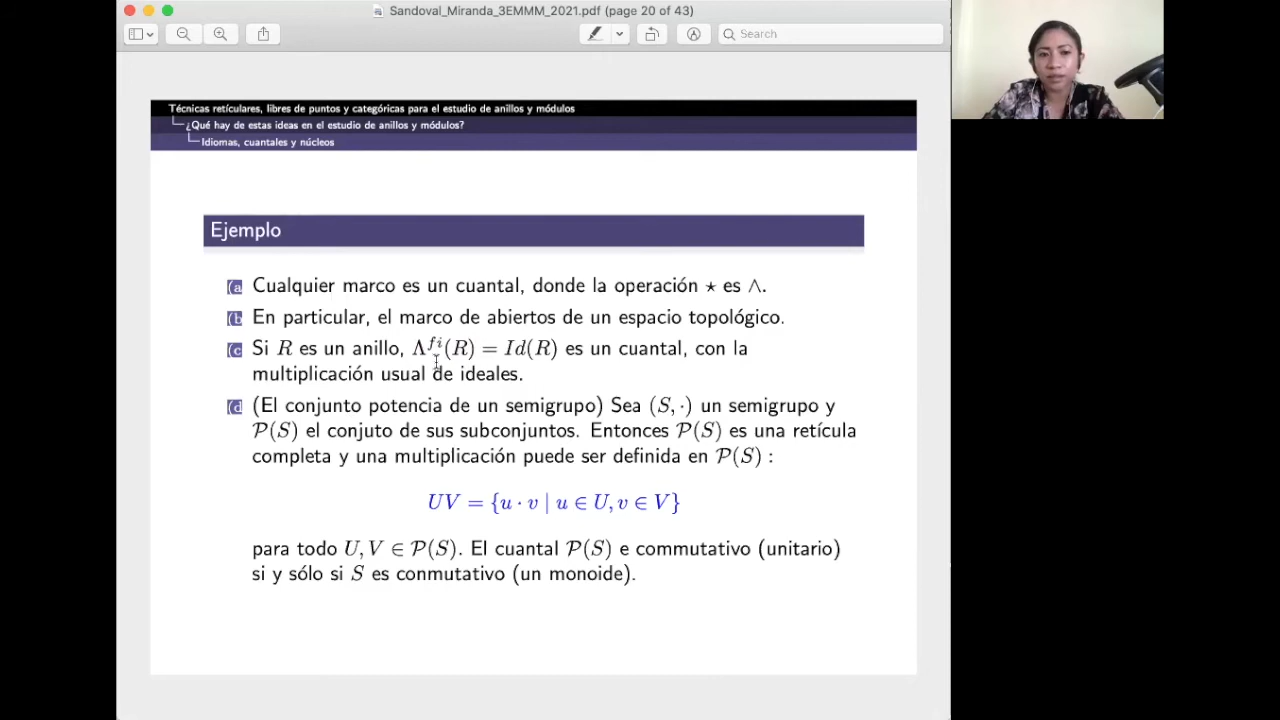 Sandoval_Miranda_3EMMM_2021.pdf (page 20 of 43)
Search
Técnicas retículares, libres de puntos y categóricas para el estudio de anillos y módulos
¿Qué hay de estas ideas en el estudio de anillos y módulos?
Idiomas, cuantales y núcleos
Ejemplo
(a Cualquier marco es un cuantal, donde la operación ⋆ es ∧.
(b En particular, el marco de abiertos de un espacio topológico.
(c Si R es un anillo, Λ^{fi}(R) = Id(R) es un cuantal, con la
multiplicación usual de ideales.
(d (El conjunto potencia de un semigrupo) Sea (S, ·) un semigrupo y
𝒫(S) el conjuto de sus subconjuntos. Entonces 𝒫(S) es una retícula
completa y una multiplicación puede ser definida en 𝒫(S) :
UV = {u · v | u ∈ U, v ∈ V}
para todo U, V ∈ 𝒫(S). El cuantal 𝒫(S) e commutativo (unitario)
si y sólo si S es conmutativo (un monoide).